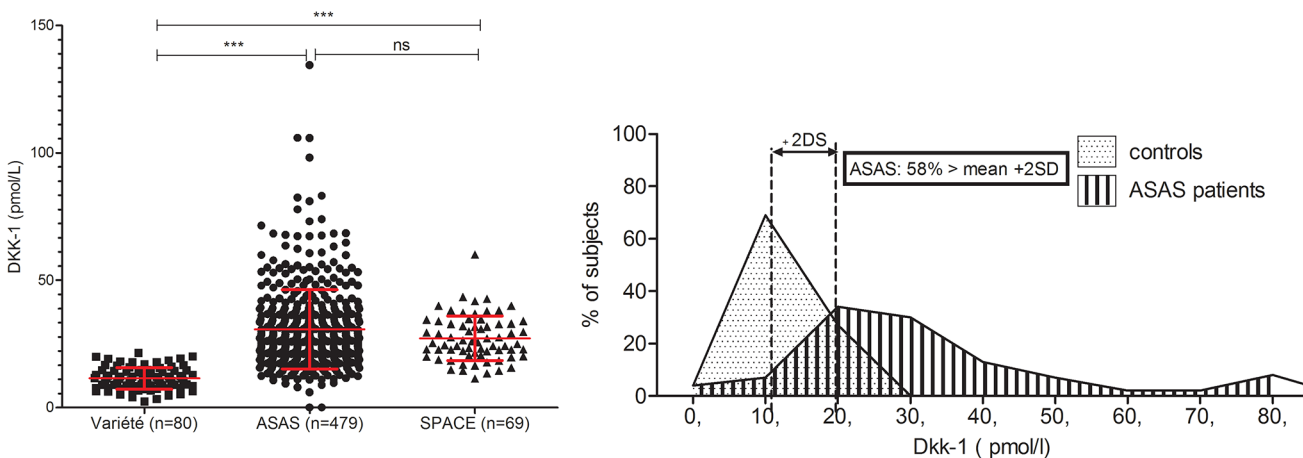 150
***
***
ns
100
50
0
DKK-1 (pmol/L)
Variété (n=80)
ASAS (n=479)
SPACE (n=69)
100
80
60
40
20
0
% of subjects
+2DS
ASAS: 58% > mean +2SD
controls
ASAS patients
0,
10,
20,
30,
40,
50,
60,
70,
80,
Dkk-1 ( pmol/l)